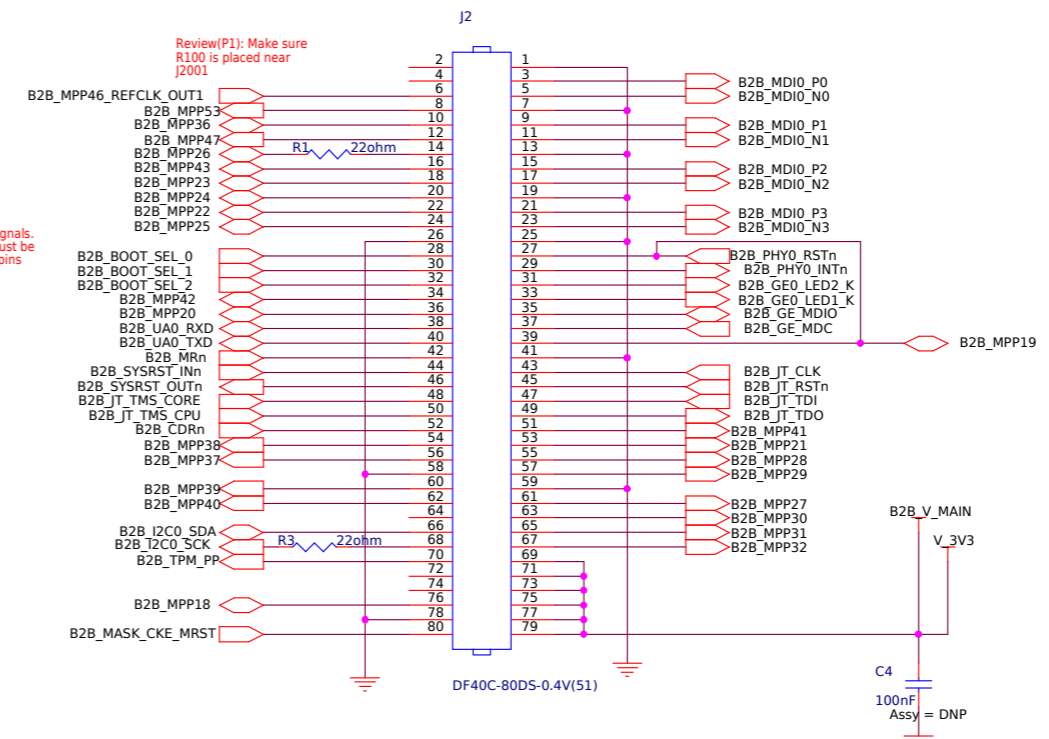 J2
Review(P1): Make sure
R100 is placed near
J2001
2 1
4 3 B2B_MDI0_P0
B2B_MPP46_REFCLK_OUT1 6 5 B2B_MDI0_N0
B2B_MPP53 8 7
B2B_MPP36 10 9 B2B_MDI0_P1
B2B_MPP47 12 11 B2B_MDI0_N1
B2B_MPP26 R1 22ohm 14 13
B2B_MPP43 16 15 B2B_MDI0_P2
B2B_MPP23 18 17 B2B_MDI0_N2
B2B_MPP24 20 19
B2B_MPP22 22 21 B2B_MDI0_P3
B2B_MPP25 24 23 B2B_MDI0_N3
gnals.
ust be
pins
26 25
B2B_BOOT_SEL_0 28 27 B2B_PHY0_RSTn
B2B_BOOT_SEL_1 30 29 B2B_PHY0_INTn
B2B_BOOT_SEL_2 32 31 B2B_GE0_LED2_K
B2B_MPP42 34 33 B2B_GE0_LED1_K
B2B_MPP20 36 35 B2B_GE_MDIO
B2B_UA0_RXD 38 37 B2B_GE_MDC
B2B_UA0_TXD 40 39 B2B_MPP19
B2B_MRn 42 41
B2B_SYSRST_INn 44 43 B2B_JT_CLK
B2B_SYSRST_OUTn 46 45 B2B_JT_RSTn
B2B_JT_TMS_CORE 48 47 B2B_JT_TDI
B2B_JT_TMS_CPU 50 49 B2B_JT_TDO
B2B_CDRn 52 51 B2B_MPP41
B2B_MPP38 54 53 B2B_MPP21
B2B_MPP37 56 55 B2B_MPP28
58 57 B2B_MPP29
B2B_MPP39 60 59
B2B_MPP40 62 61 B2B_MPP27
64 63 B2B_MPP30
B2B_I2C0_SDA 66 65 B2B_MPP31
B2B_I2C0_SCK R3 22ohm 68 67 B2B_MPP32
B2B_TPM_PP 70 69
72 71
74 73
B2B_MPP18 76 75
78 77
B2B_MASK_CKE_MRST 80 79
B2B_V_MAIN
V_3V3
DF40C-80DS-0.4V(51)
C4
100nF
Assy = DNP